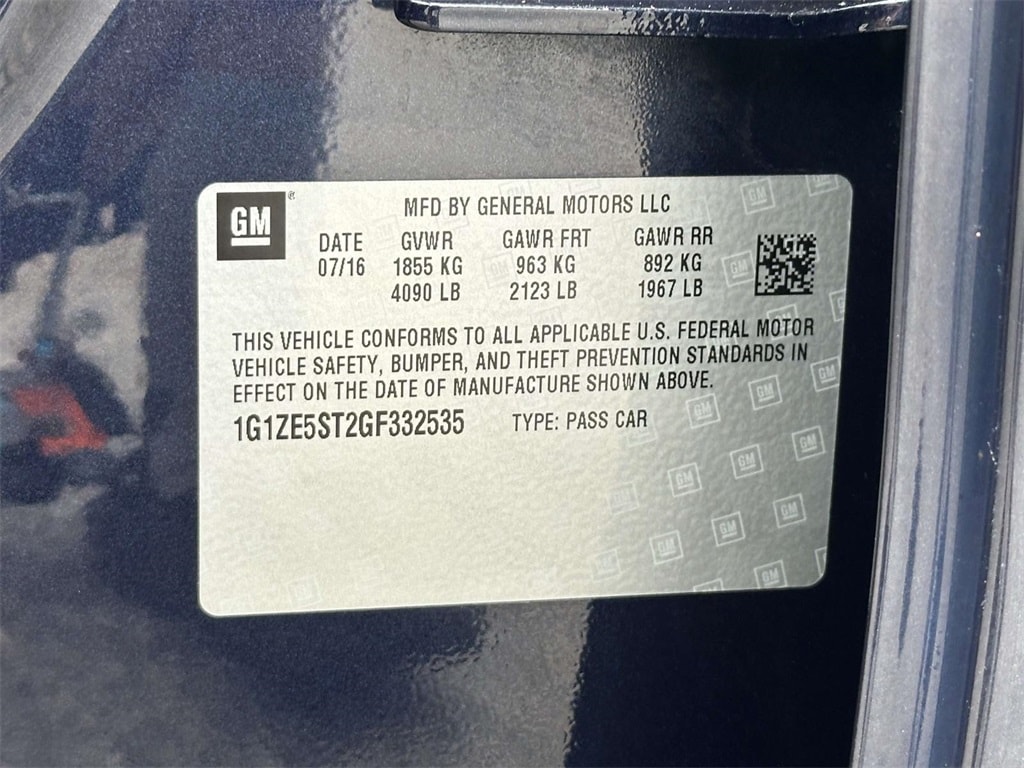 GM ®
MFD BY GENERAL MOTORS LLC
DATE GVWR GAWR FRT GAWR RR
07/16 1855 KG 963 KG 892 KG
4090 LB 2123 LB 1967 LB
THIS VEHICLE CONFORMS TO ALL APPLICABLE U.S. FEDERAL MOTOR
VEHICLE SAFETY, BUMPER, AND THEFT PREVENTION STANDARDS IN
EFFECT ON THE DATE OF MANUFACTURE SHOWN ABOVE.
1G1ZE5ST2GF332535 TYPE: PASS CAR